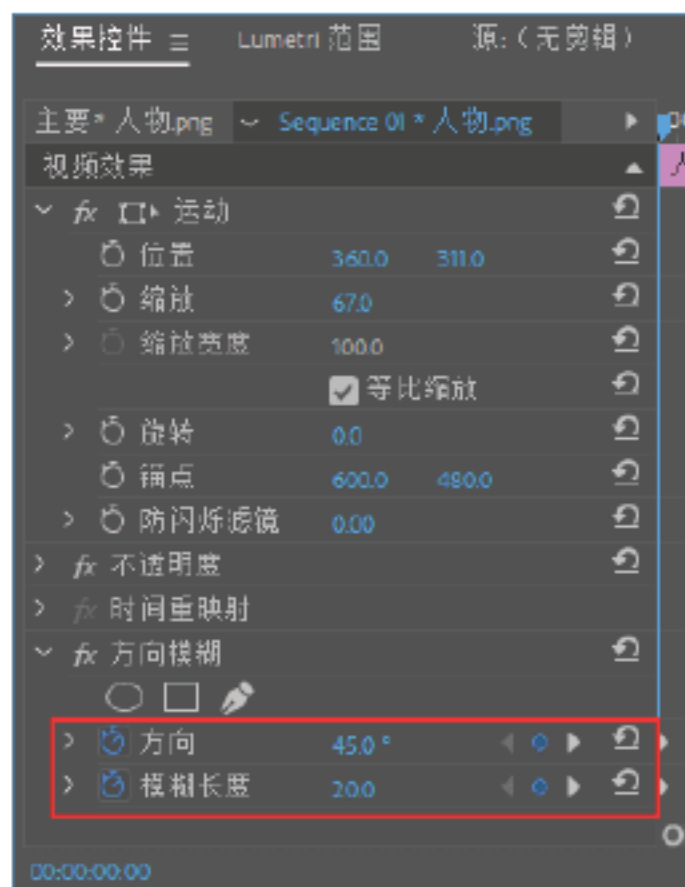 效果控件 Lumetri 范围 源:（无剪辑）
主要* 人物.png Sequence 01 * 人物.png
视频效果
fx 运动
位置 360.0 311.0
缩放 67.0
缩放宽度 100.0
等比缩放
旋转 0.0
锚点 600.0 480.0
防闪烁滤镜 0.00
fx 不透明度
fx 时间重映射
fx 方向模糊
方向 45.0 °
模糊长度 20.0
00:00:00:00